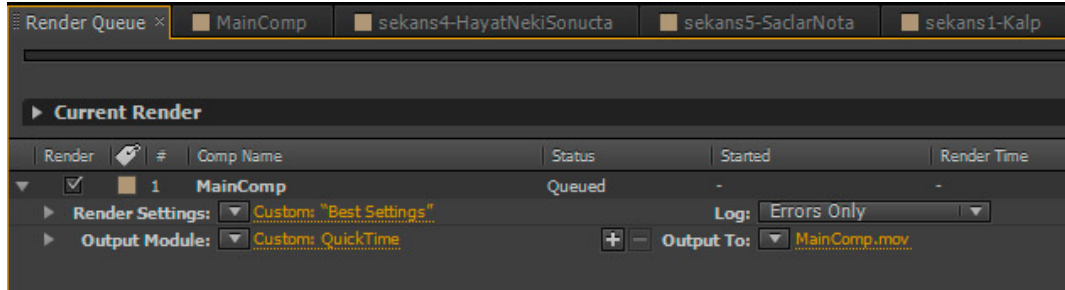 Render Queue × MainComp sekans4-HayatNekiSonucta sekans5-SaclarNota sekans1-Kalp
Current Render
Render # Comp Name Status Started Render Time
1 MainComp Queued - -
Render Settings: Custom: "Best Settings" Log: Errors Only
Output Module: Custom: QuickTime + − Output To: MainComp.mov